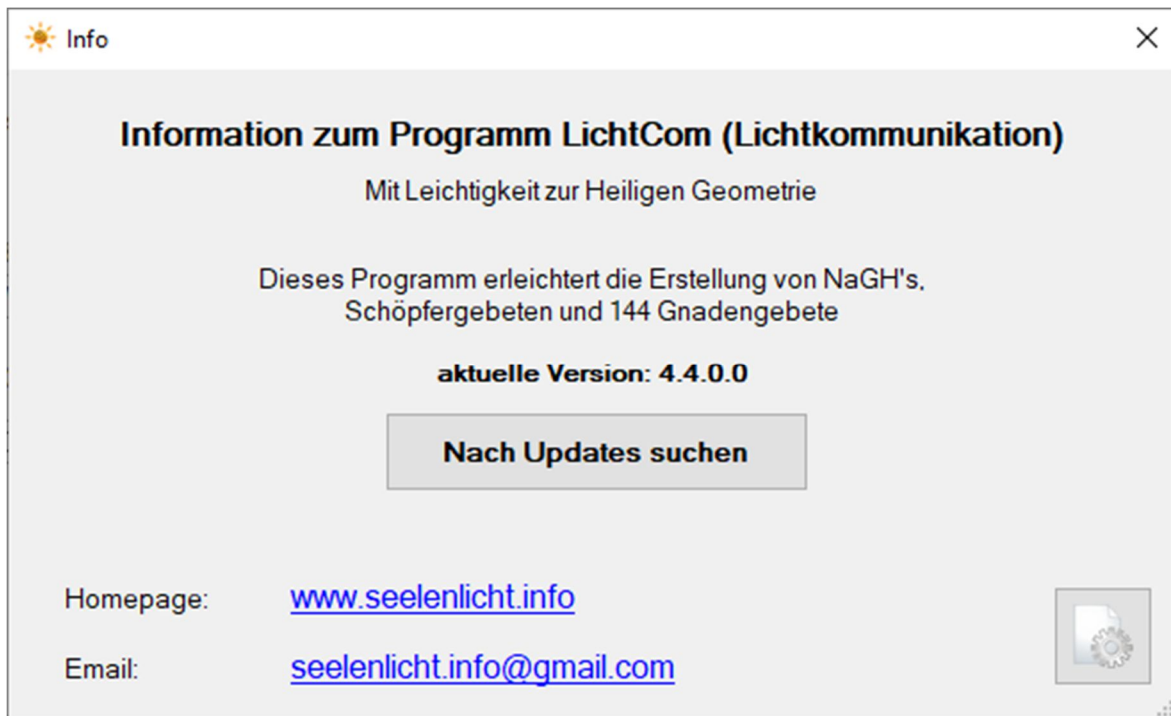 Info
Information zum Programm LichtCom (Lichtkommunikation)
Mit Leichtigkeit zur Heiligen Geometrie
Dieses Programm erleichtert die Erstellung von NaGH's,
Schöpfergebeten und 144 Gnadengebete
aktuelle Version: 4.4.0.0
Nach Updates suchen
Homepage: www.seelenlicht.info
Email: seelenlicht.info@gmail.com